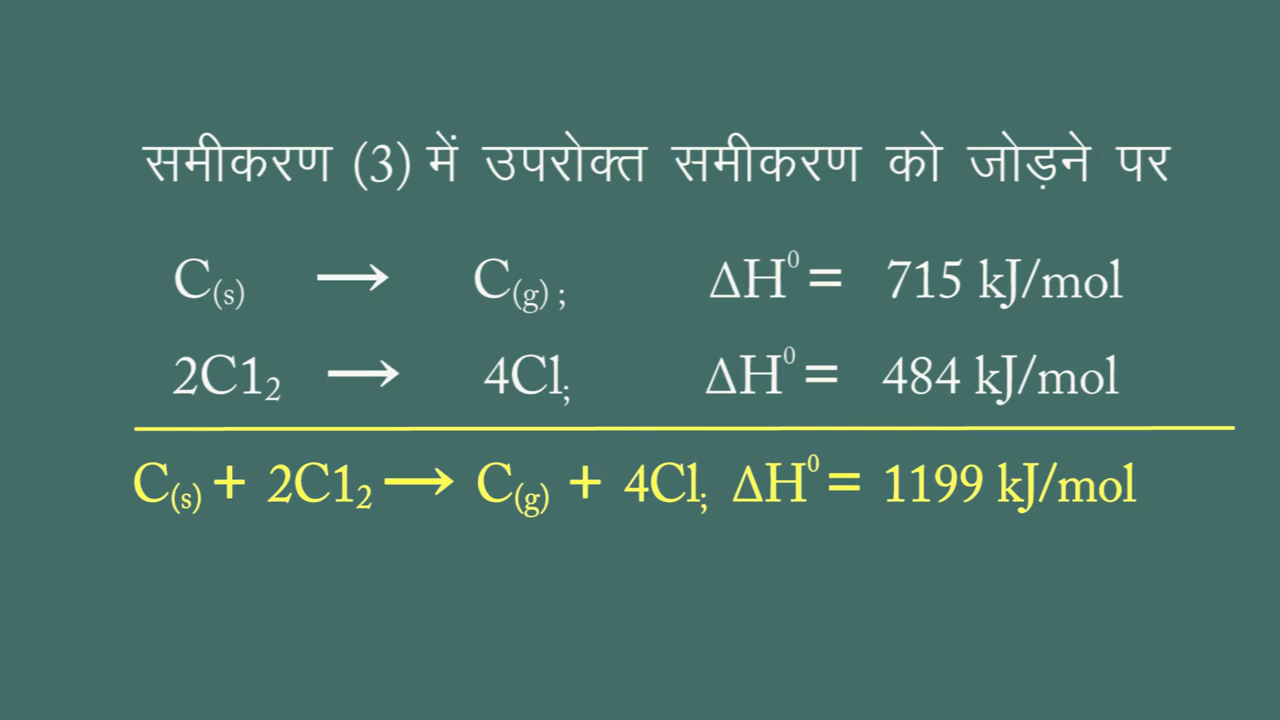 समीकरण (3) में उपरोक्त समीकरण को जोड़ने पर
C(s) → C(g) ; ΔH⁰ = 715 kJ/mol
2C1₂ → 4Cl; ΔH⁰ = 484 kJ/mol
C(s) + 2C1₂ → C(g) + 4Cl; ΔH⁰ = 1199 kJ/mol